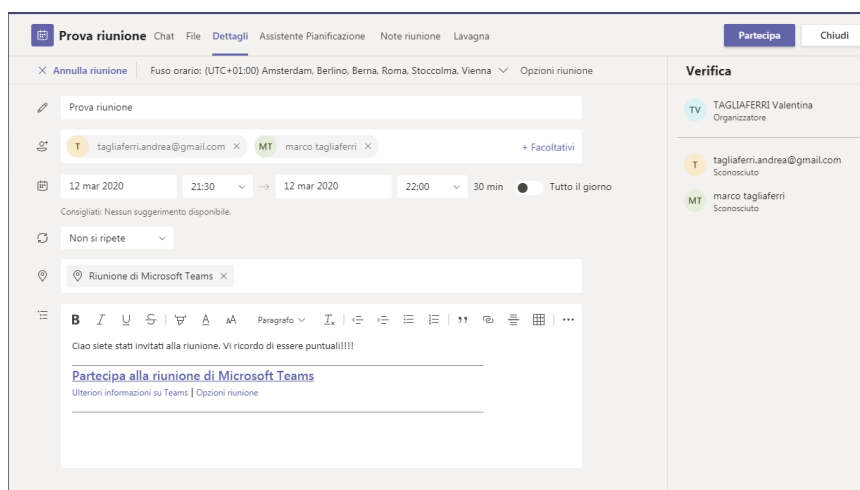 Prova riunione Chat File Dettagli Assistente Pianificazione Note riunione Lavagna Partecipa Chiudi
Annulla riunione Fuso orario: (UTC+01:00) Amsterdam, Berlino, Berna, Roma, Stoccolma, Vienna Opzioni riunione
Verifica
Prova riunione
TV TAGLIAFERRI Valentina
Organizzatore
T tagliaferri.andrea@gmail.com MT marco tagliaferri + Facoltativi
T tagliaferri.andrea@gmail.com
Sconosciuto
MT marco tagliaferri
Sconosciuto
12 mar 2020 21:30 → 12 mar 2020 22:00 30 min Tutto il giorno
Consigliati: Nessun suggerimento disponibile.
Non si ripete
Riunione di Microsoft Teams
B I U S A AA Paragrafo Tx
Ciao siete stati invitati alla riunione. Vi ricordo di essere puntuali!!!!
Partecipa alla riunione di Microsoft Teams
Ulteriori informazioni su Teams | Opzioni riunione